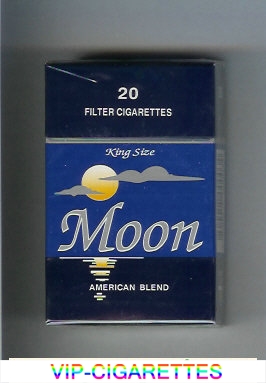 20
FILTER CIGARETTES
King Size
Moon
AMERICAN BLEND
VIP-CIGARETTES